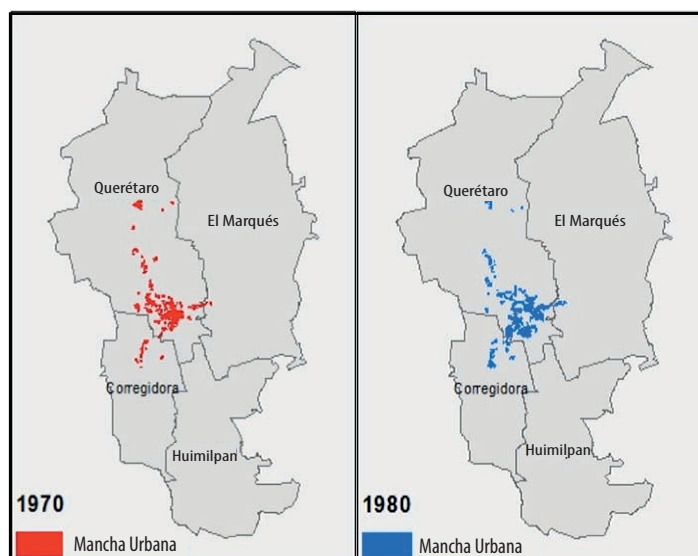 Querétaro
El Marqués
Corregidora
Huimilpan
1970
Mancha Urbana
Querétaro
El Marqués
Corregidora
Huimilpan
1980
Mancha Urbana